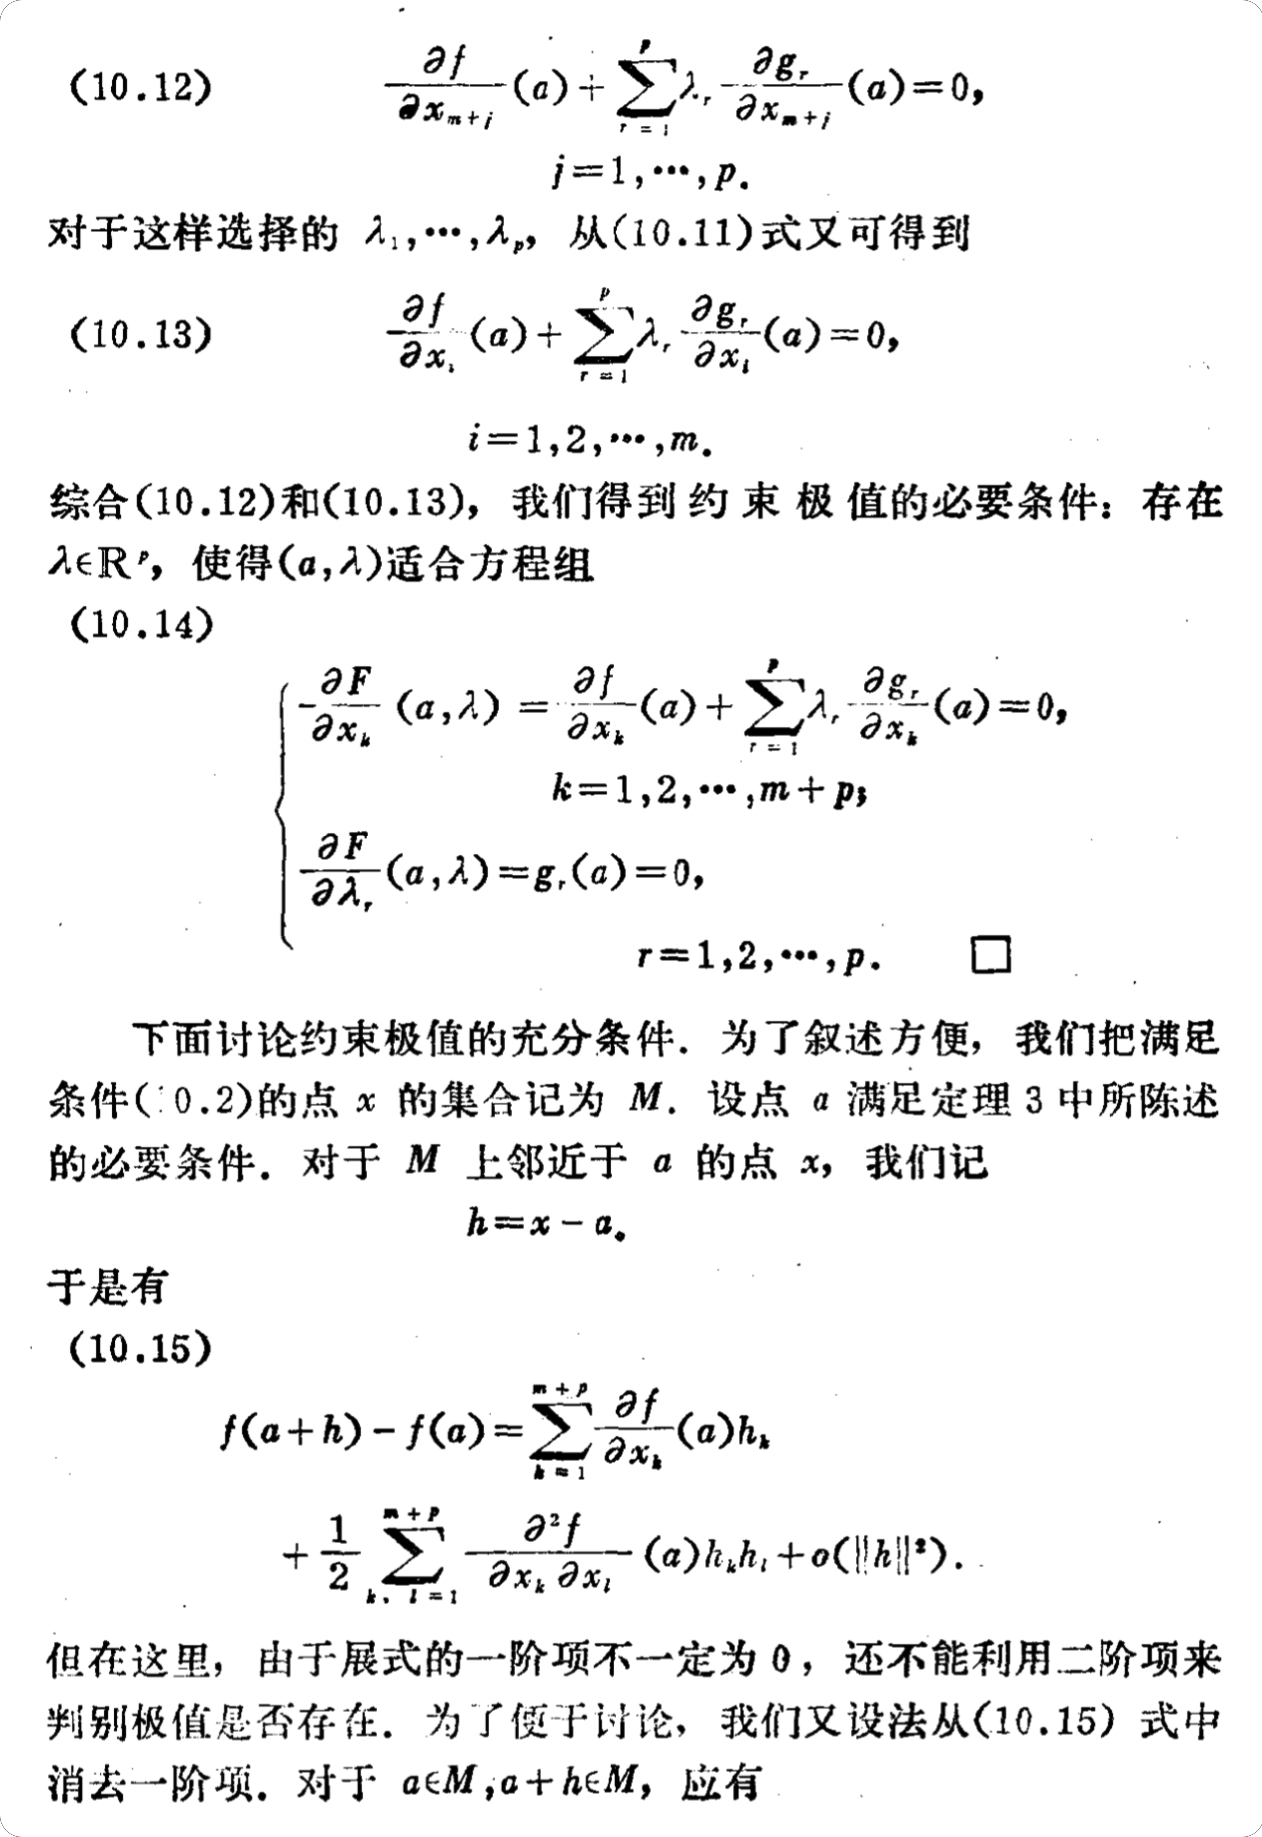 (10.12) $\frac{\partial f}{\partial x_{m+j}}(a)+\sum_{r=1}^{p}\lambda_r\frac{\partial g_r}{\partial x_{m+j}}(a)=0,$
$j=1,\cdots,p.$
对于这样选择的 $\lambda_1,\cdots,\lambda_p$, 从(10.11)式又可得到
(10.13) $\frac{\partial f}{\partial x_i}(a)+\sum_{r=1}^{p}\lambda_r\frac{\partial g_r}{\partial x_i}(a)=0,$
$i=1,2,\cdots,m.$
综合(10.12)和(10.13), 我们得到约束极值的必要条件: 存在
$\lambda\in\mathbb{R}^p$, 使得$(a,\lambda)$适合方程组
(10.14)
$\frac{\partial F}{\partial x_k}(a,\lambda)=\frac{\partial f}{\partial x_k}(a)+\sum_{r=1}^{p}\lambda_r\frac{\partial g_r}{\partial x_k}(a)=0,$
$k=1,2,\cdots,m+p;$
$\frac{\partial F}{\partial \lambda_r}(a,\lambda)=g_r(a)=0,$
$r=1,2,\cdots,p.$ □
下面讨论约束极值的充分条件. 为了叙述方便, 我们把满足
条件(10.2)的点 $x$ 的集合记为 $M$. 设点 $a$ 满足定理 3 中所陈述
的必要条件. 对于 $M$ 上邻近于 $a$ 的点 $x$, 我们记
$h=x-a.$
于是有
(10.15)
$f(a+h)-f(a)=\sum_{k=1}^{m+p}\frac{\partial f}{\partial x_k}(a)h_k$
$+\frac{1}{2}\sum_{k,l=1}^{m+p}\frac{\partial^2 f}{\partial x_k\partial x_l}(a)h_kh_l+o(\|h\|^2).$
但在这里, 由于展式的一阶项不一定为 0, 还不能利用二阶项来
判别极值是否存在. 为了便于讨论, 我们又设法从(10.15) 式中
消去一阶项. 对于 $a\in M,a+h\in M$, 应有